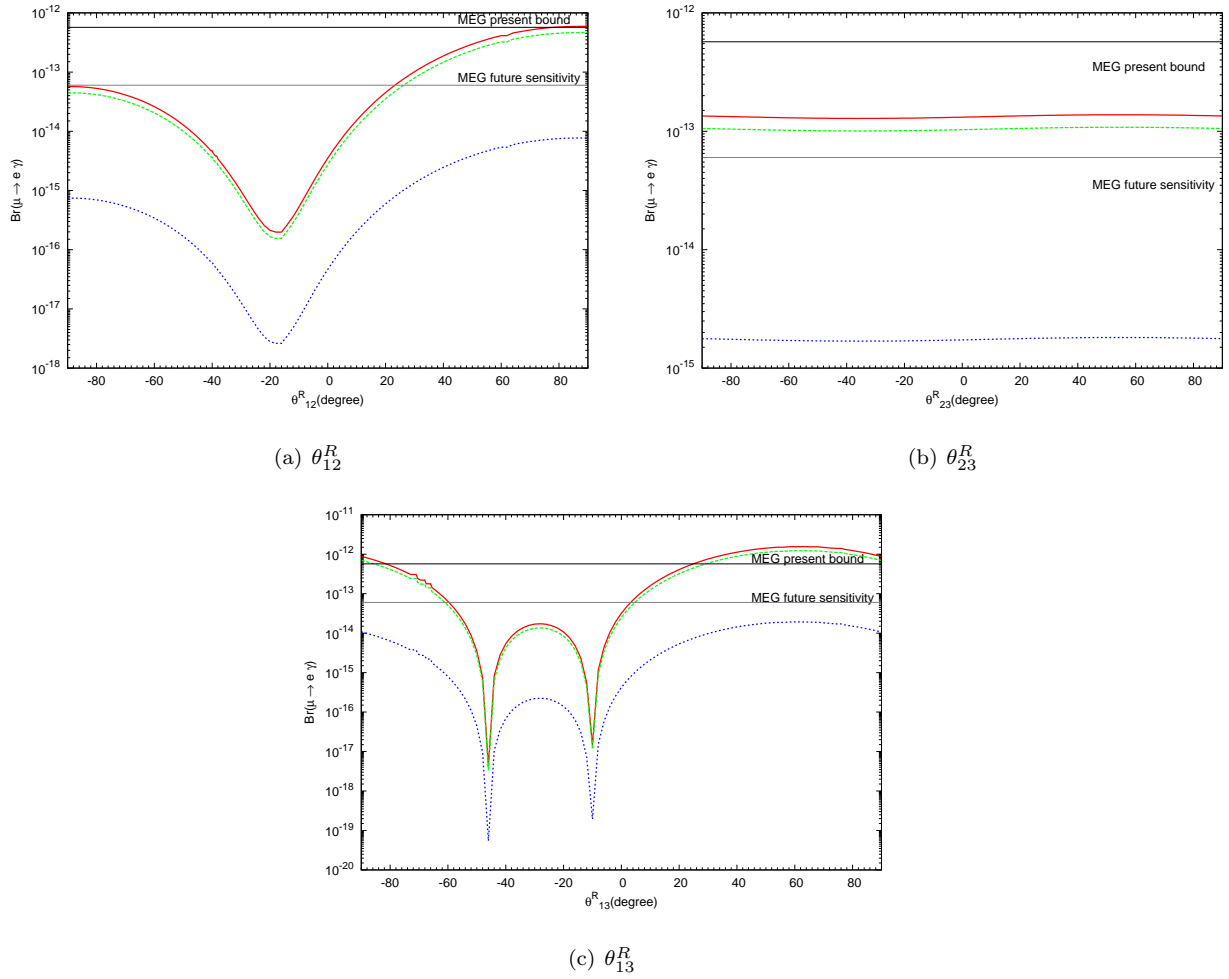 10^-12
10^-13
10^-14
10^-15
10^-16
10^-17
10^-18
Br(μ → e γ)
MEG present bound
MEG future sensitivity
-80 -60 -40 -20 0 20 40 60 80
θ^R_12(degree)
(a) θ^R_12
10^-12
10^-13
10^-14
10^-15
Br(μ → e γ)
MEG present bound
MEG future sensitivity
-80 -60 -40 -20 0 20 40 60 80
θ^R_23(degree)
(b) θ^R_23
10^-11
10^-12
10^-13
10^-14
10^-15
10^-16
10^-17
10^-18
10^-19
10^-20
Br(μ → e γ)
MEG present bound
MEG future sensitivity
-80 -60 -40 -20 0 20 40 60 80
θ^R_13(degree)
(c) θ^R_13